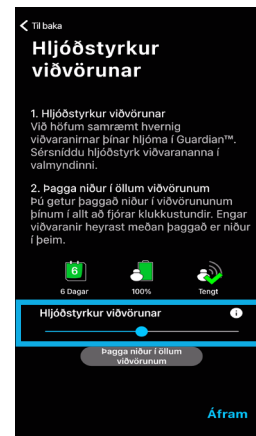 Til baka
Hljóðstyrkur
viðvörunar
1. Hljóðstyrkur viðvörunar
Við höfum samræmt hvernig
viðvaranirnar þínar hljóma í Guardian™.
Sérsníddu hljóðstyrk viðvarananna í
valmyndinni.
2. Þagga niður í öllum viðvörunum
Þú getur þaggað niður í viðvörununum
þínum í allt að fjórar klukkustundir. Engar
viðvaranir heyrast meðan þaggað er niður
í þeim.
6
6 Dagar 100% Tengt
Hljóðstyrkur viðvörunar i
Þagga niður í öllum
viðvörunum
Áfram